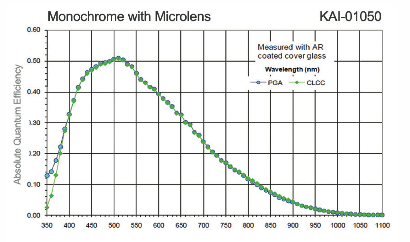 Monochrome with Microlens KAI-01050
Measured with AR
coated cover glass
Wavelength (nm)
PGA CLCC
Absolute Quantum Efficiency
0.60
0.50
0.40
0.30
0.20
0.10
0.00
350 400 450 500 550 600 650 700 750 800 850 900 950 1000 1050 1100